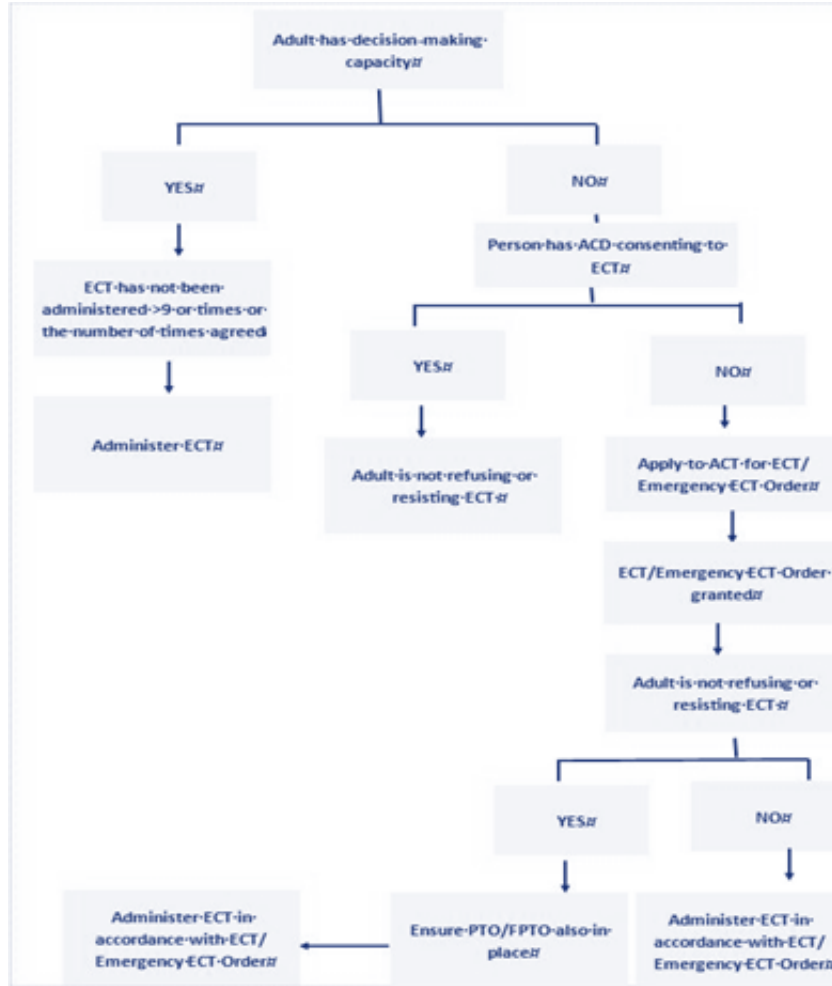 Adult·has·decision-making·
capacity#
YES#
NO#
Person·has·ACD·consenting·to·
ECT#
ECT·has·not·been·
administered·>9·or·times·or·
the·number·of·times·agreed
YES#
NO#
Administer·ECT#
Adult·is·not·refusing·or·
resisting·ECT·#
Apply·to·ACT·for·ECT/
Emergency·ECT·Order#
ECT/Emergency·ECT·Order·
granted#
Adult·is·not·refusing·or·
resisting·ECT·#
YES#
NO#
Administer·ECT·in·
accordance·with·ECT/
Emergency·ECT·Order#
Ensure·PTO/FPTO·also·in·
place#
Administer·ECT·in·
accordance·with·ECT/
Emergency·ECT·Order#